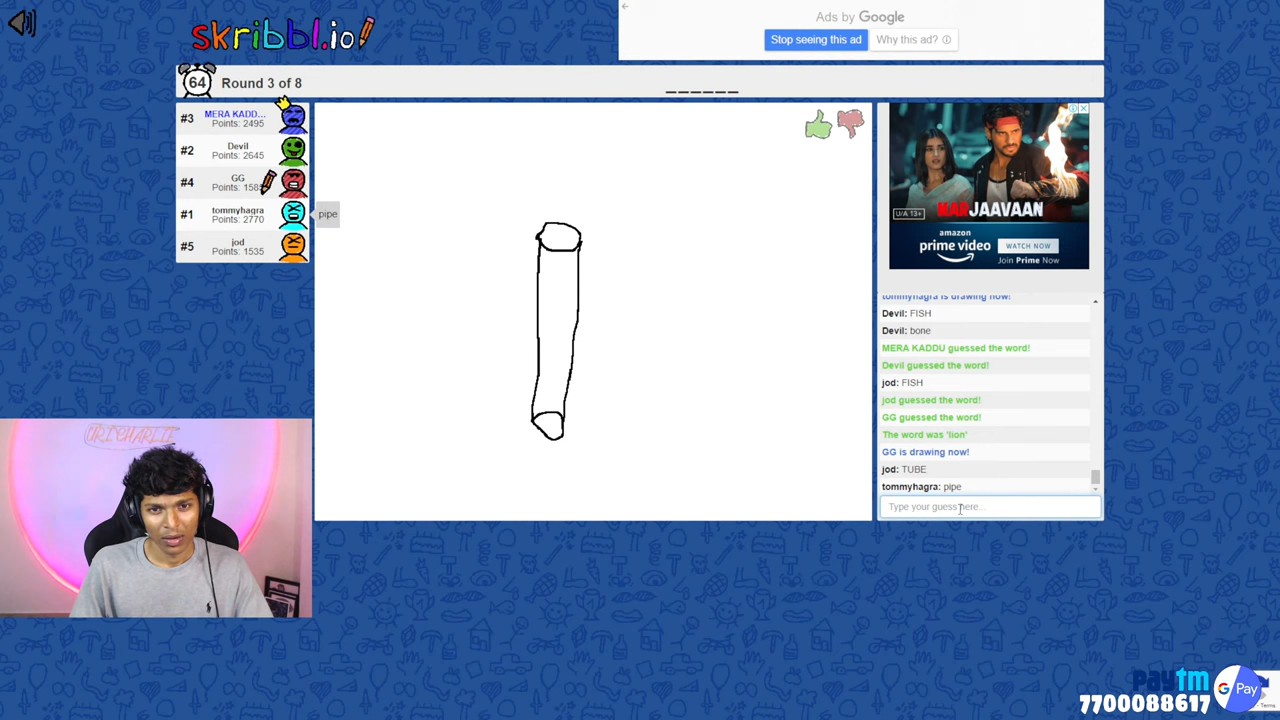 skribbl.io
Ads by Google
Stop seeing this ad
Why this ad?
64
Round 3 of 8
______
#3
MERA KADD...
Points: 2495
#2
Devil
Points: 2645
#4
GG
Points: 1585
#1
tommyhagra
Points: 2770
#5
jod
Points: 1535
pipe
U/A 13+
MARJAAVAAN
amazon
prime video
WATCH NOW
Join Prime Now
tommyhagra is drawing now!
Devil: FISH
Devil: bone
MERA KADDU guessed the word!
Devil guessed the word!
jod: FISH
jod guessed the word!
GG guessed the word!
The word was 'lion'
GG is drawing now!
jod: TUBE
tommyhagra: pipe
Type your guess here...
paytm
7700088617
G Pay
- Terms